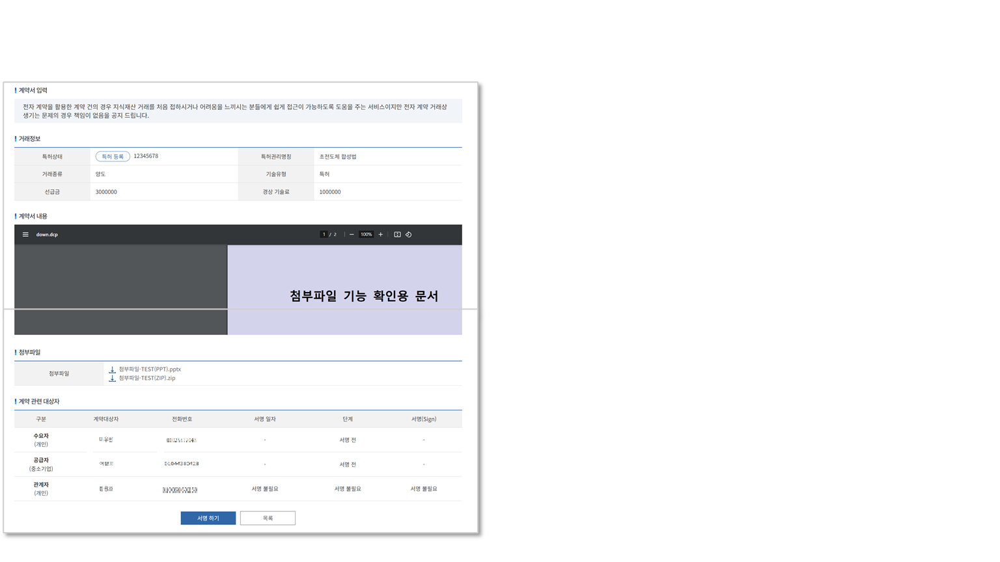 계약서 입력
전자 계약을 활용한 계약 건의 경우 지식재산 거래를 처음 접하시거나 어려움을 느끼시는 분들에게 쉽게 접근이 가능하도록 도움을 주는 서비스이지만 전자 계약 거래상
생기는 문제의 경우 책임이 없음을 공지 드립니다.
거래정보
특허상태 특허 등록 12345678 특허권리명칭 초전도체 합성법
거래종류 양도 기술유형 특허
선급금 3000000 경상 기술료 1000000
계약서 내용
down.dcp 1 / 2 100%
첨부파일 기능 확인용 문서
첨부파일
첨부파일 첨부파일-TEST(PPT).pptx
첨부파일-TEST(ZIP).zip
계약 관련 대상자
구분 계약대상자 전화번호 서명 일자 단계 서명(Sign)
수요자
(개인) - 서명 전 -
공급자
(중소기업) - 서명 전 -
관계자
(개인) 서명 불필요 서명 불필요 서명 불필요
서명 하기 목록